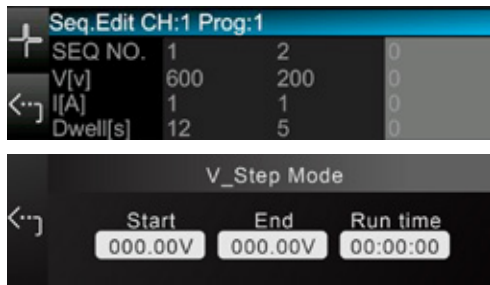 Seq.Edit CH:1 Prog:1
SEQ NO. 1 2 0
V[v] 600 200 0
I[A] 1 1 0
Dwell[s] 12 5 0
V_Step Mode
Start End Run time
000.00V 000.00V 00:00:00